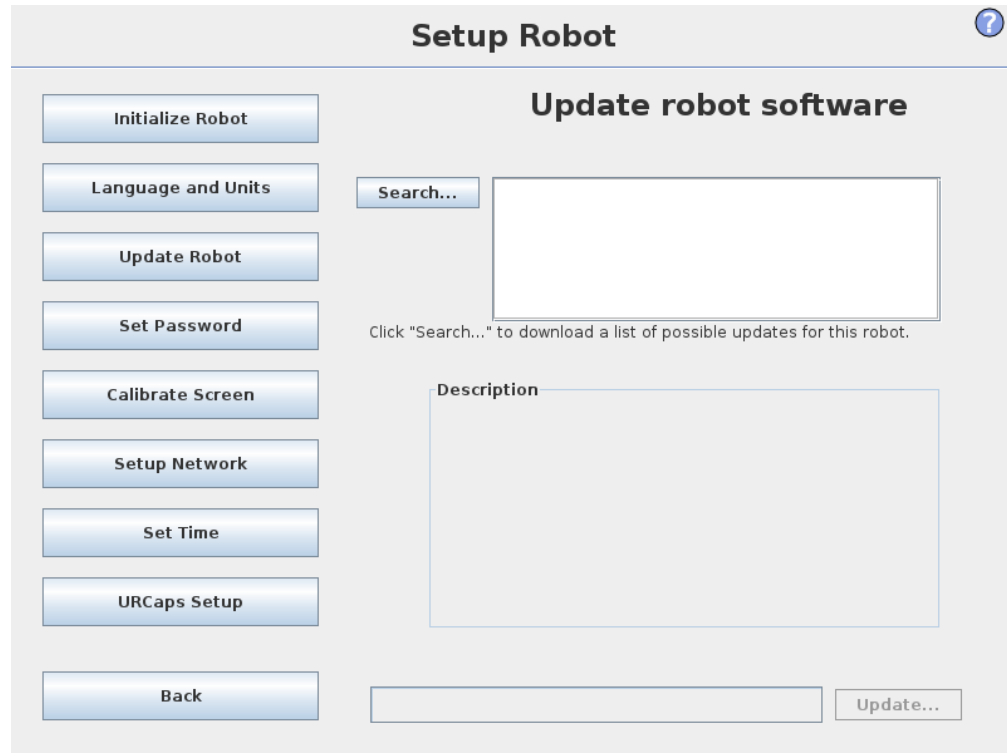 Setup Robot
?
Initialize Robot
Language and Units
Update Robot
Set Password
Calibrate Screen
Setup Network
Set Time
URCaps Setup
Back
Update robot software
Search...
Click "Search..." to download a list of possible updates for this robot.
Description
Update...